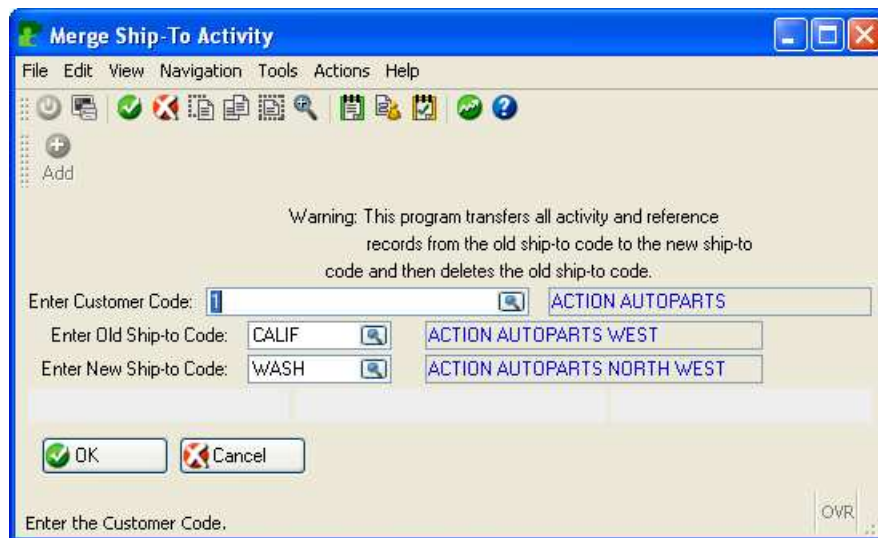 Merge Ship-To Activity
File Edit View Navigation Tools Actions Help
Add
Warning: This program transfers all activity and reference
records from the old ship-to code to the new ship-to
code and then deletes the old ship-to code.
Enter Customer Code: 1 ACTION AUTOPARTS
Enter Old Ship-to Code: CALIF ACTION AUTOPARTS WEST
Enter New Ship-to Code: WASH ACTION AUTOPARTS NORTH WEST
OK Cancel
Enter the Customer Code. OVR